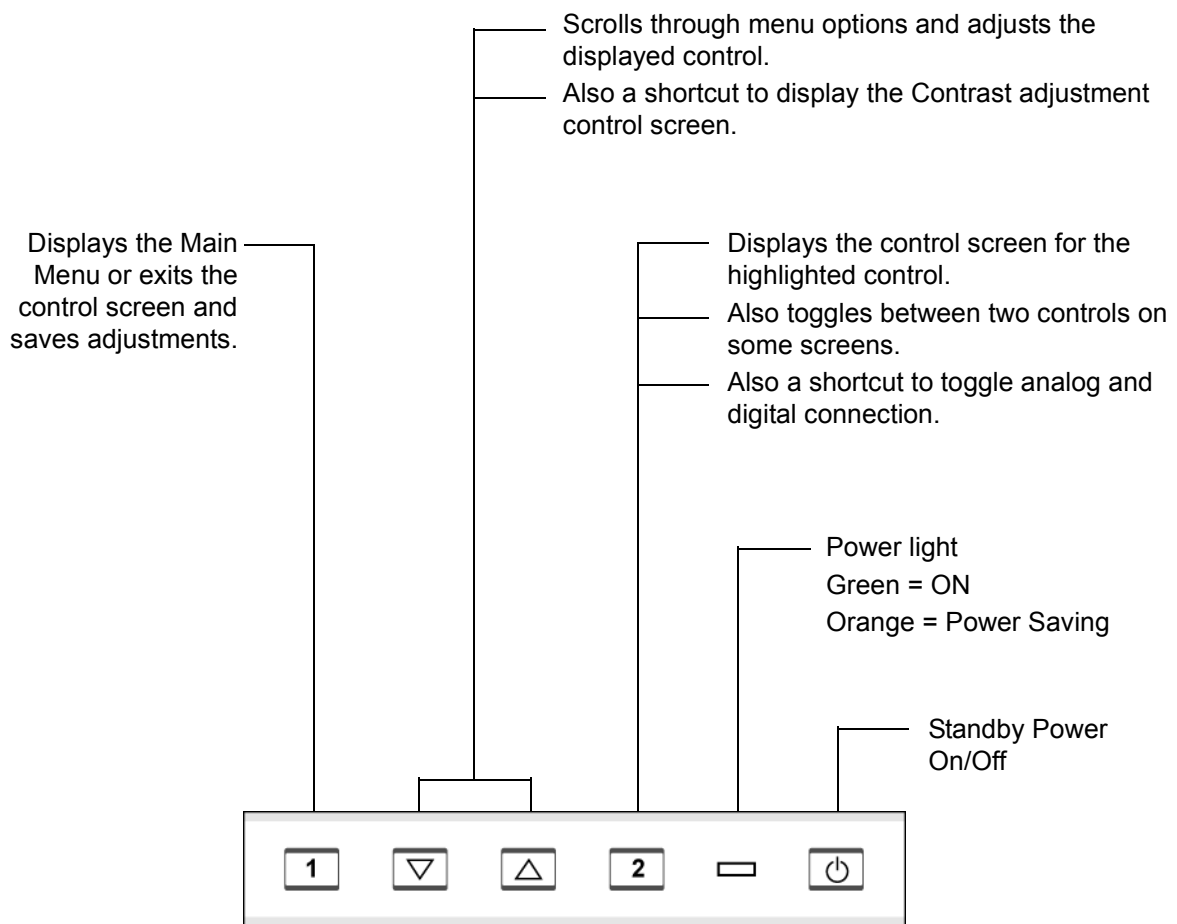 Scrolls through menu options and adjusts the
displayed control.
Also a shortcut to display the Contrast adjustment
control screen.
Displays the Main
Menu or exits the
control screen and
saves adjustments.
Displays the control screen for the
highlighted control.
Also toggles between two controls on
some screens.
Also a shortcut to toggle analog and
digital connection.
Power light
Green = ON
Orange = Power Saving
Standby Power
On/Off
1 2